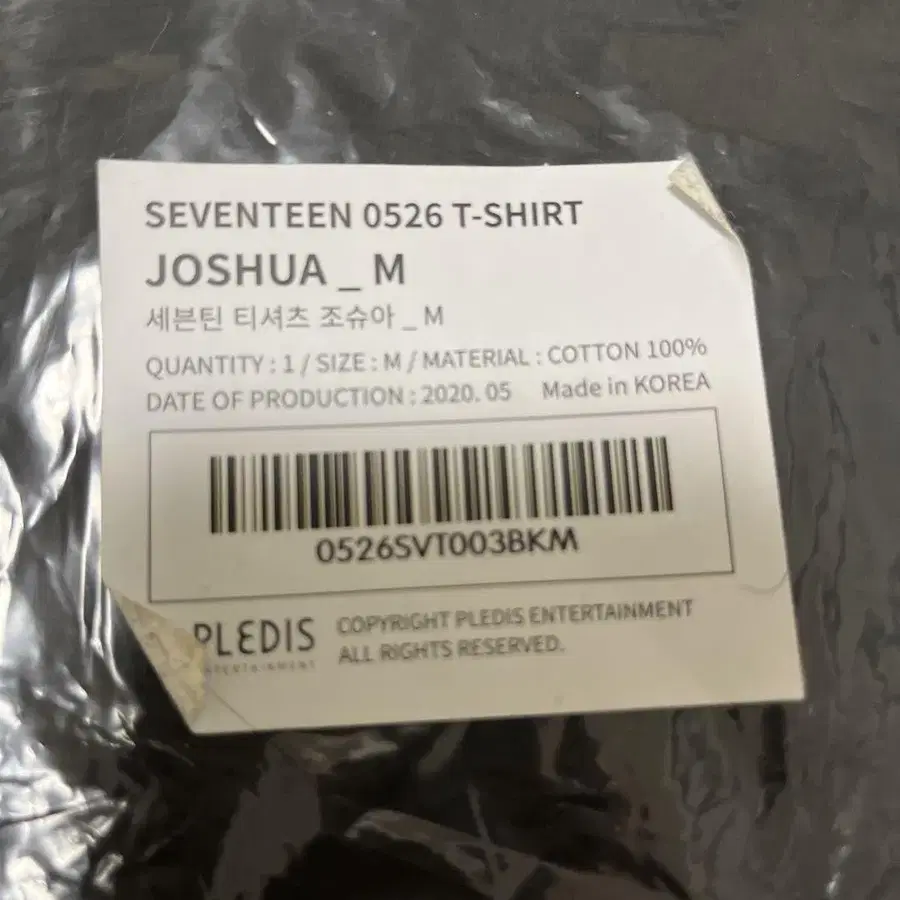 SEVENTEEN 0526 T-SHIRT
JOSHUA _ M
세븐틴 티셔츠 조슈아 _ M
QUANTITY : 1 / SIZE : M / MATERIAL : COTTON 100%
DATE OF PRODUCTION : 2020. 05 Made in KOREA
0526SVT003BKM
PLEDIS
COPYRIGHT PLEDIS ENTERTAINMENT
ALL RIGHTS RESERVED.